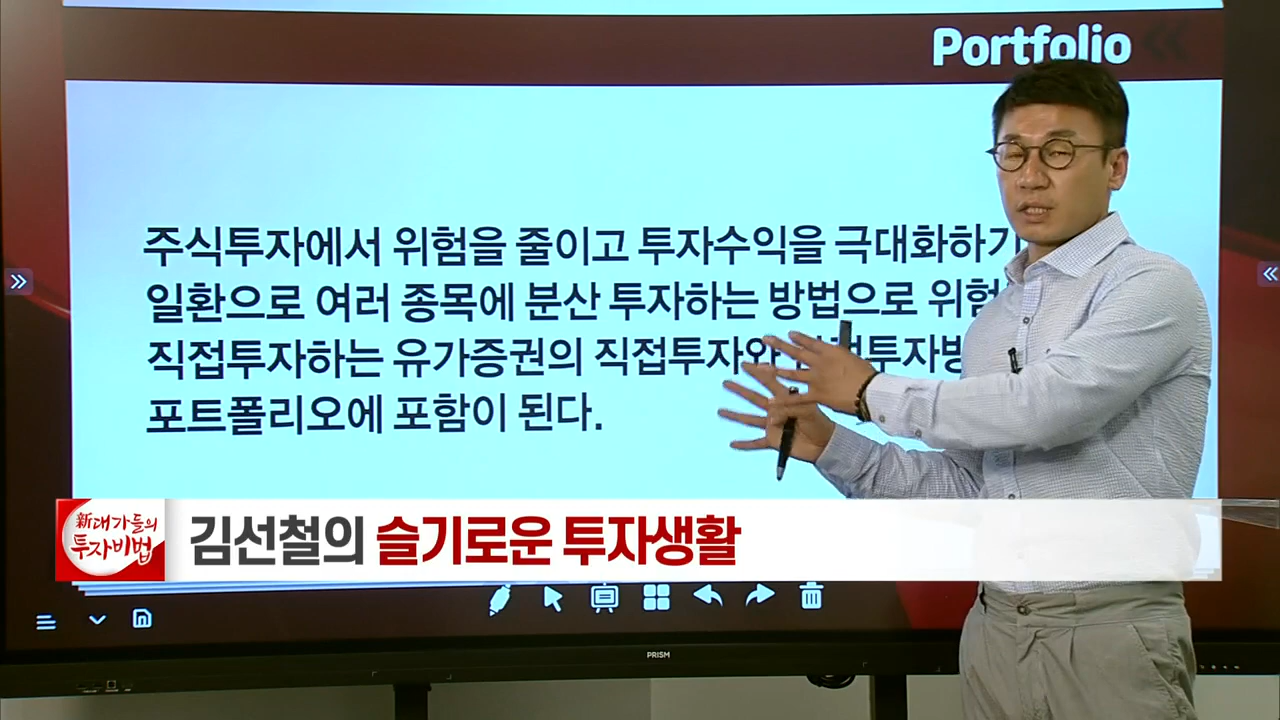 Portfolio
주식투자에서 위험을 줄이고 투자수익을 극대화하기
일환으로 여러 종목에 분산 투자하는 방법으로 위험
직접투자하는 유가증권의 직접투자와
포트폴리오에 포함이 된다.
新대가들의
투자비법
김선철의 슬기로운 투자생활
PRISM